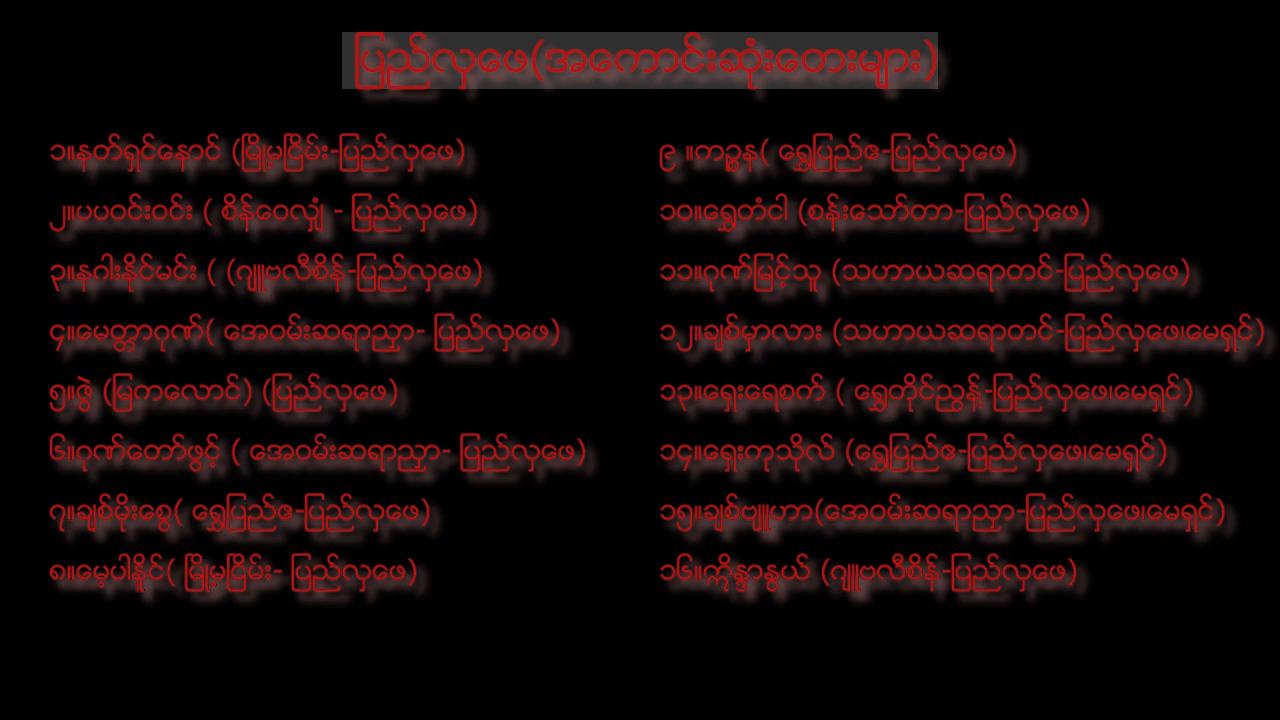 ပြည်လှဖေ(အကောင်းဆုံးတေးများ)
၁။နတ်ရှင်နောင် (မြို့မငြိမ်း-ပြည်လှဖေ)
၂။ပပဝင်းဝင်း ( စိန်ဝေလျှံ - ပြည်လှဖေ)
၃။နဂါးနိုင်မင်း ( (ဂျူဗလီစိန်-ပြည်လှဖေ)
၄။မေတ္တာဂုဏ်( အေဝမ်းဆရာညှာ- ပြည်လှဖေ)
၅။ဇွဲ (မြကလောင်) (ပြည်လှဖေ)
၆။ဂုဏ်တော်ဖွင့် ( အေဝမ်းဆရာညှာ- ပြည်လှဖေ)
၇။ချစ်မိုးစွေ( ရွှေပြည်ဧ-ပြည်လှဖေ)
၈။မေ့ပါနိူင်( မြို့မငြိမ်း- ပြည်လှဖေ)
၉ ။ကဉ္စန( ရွှေပြည်ဧ-ပြည်လှဖေ)
၁၀။ရွှေတံငါ (စန်းသော်တာ-ပြည်လှဖေ)
၁၁။ဂုဏ်မြင့်သူ (သဟာယဆရာတင်-ပြည်လှဖေ)
၁၂။ချစ်မှာလား (သဟာယဆရာတင်-ပြည်လှဖေ၊မေရှင်)
၁၃။ရှေးရေစက် ( ရွှေတိုင်ညွန့်-ပြည်လှဖေ၊မေရှင်)
၁၄။ရှေးကုသိုလ် (ရွှေပြည်ဧ-ပြည်လှဖေ၊မေရှင်)
၁၅။ချစ်ဗျူဟာ(အေဝမ်းဆရာညှာ-ပြည်လှဖေ၊မေရှင်)
၁၆။ဣန္ဒာနွယ် (ဂျူဗလီစိန်-ပြည်လှဖေ)